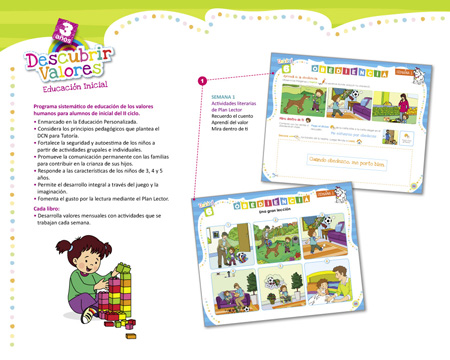 3
años
Descubrir
Valores
Educación Inicial
Programa sistemático de educación de los valores
humanos para alumnos de inicial del II ciclo.
• Enmarcado en la Educación Personalizada.
• Considera los principios pedagógicos que plantea el
DCN para Tutoría.
• Fortalece la seguridad y autoestima de los niños a
partir de actividades grupales e individuales.
• Promueve la comunicación permanente con las familias
para contribuir en la crianza de sus hijos.
• Responde a las características de los niños de 3, 4 y 5
años.
• Permite el desarrollo integral a través del juego y la
imaginación.
• Fomenta el gusto por la lectura mediante el Plan Lector.
Cada libro:
• Desarrolla valores mensuales con actividades que se
trabajan cada semana.
1
SEMANA 1
Actividades literarias
de Plan Lector
Recuerdo el cuento
Aprendí del valor
Mira dentro de ti
OBEDIENCIA
Mira dentro de ti
Cuando obedezco, me porto bien.
OBEDIENCIA
Una gran lección